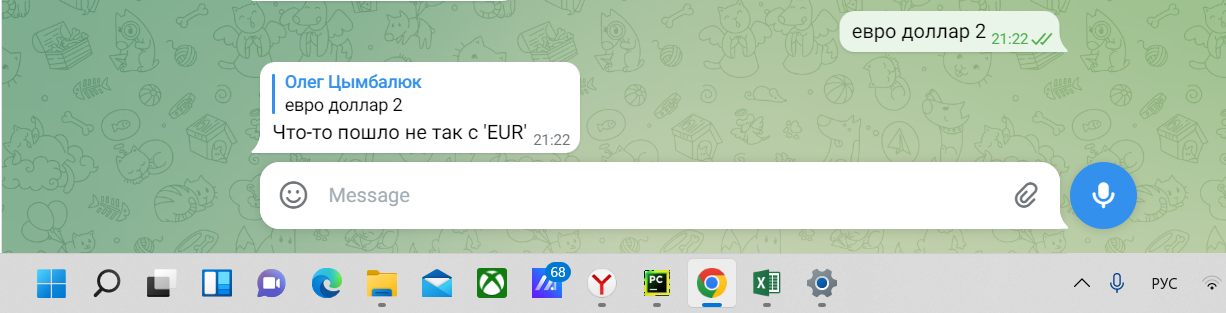 евро доллар 2 21:22
Олег Цымбалюк
евро доллар 2
Что-то пошло не так с 'EUR' 21:22
Message
68
Y
PC
РУС